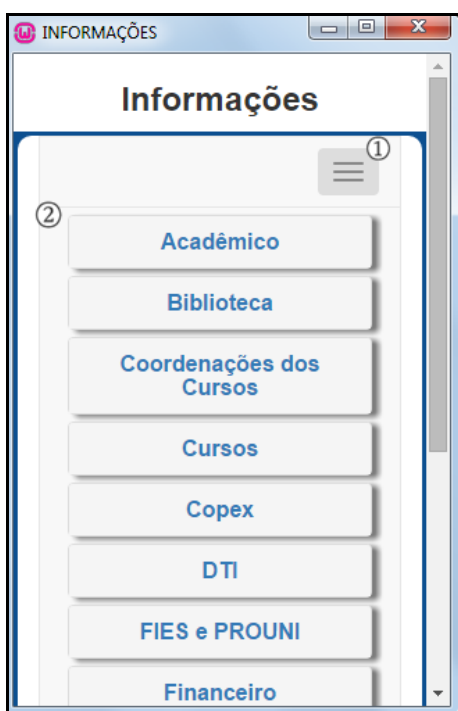 INFORMAÇÕES
Informações
①
②
Acadêmico
Biblioteca
Coordenações dos
Cursos
Cursos
Copex
DTI
FIES e PROUNI
Financeiro